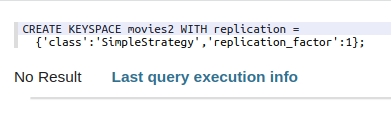 CREATE KEYSPACE movies2 WITH replication =
{'class':'SimpleStrategy','replication_factor':1};
No Result Last query execution info